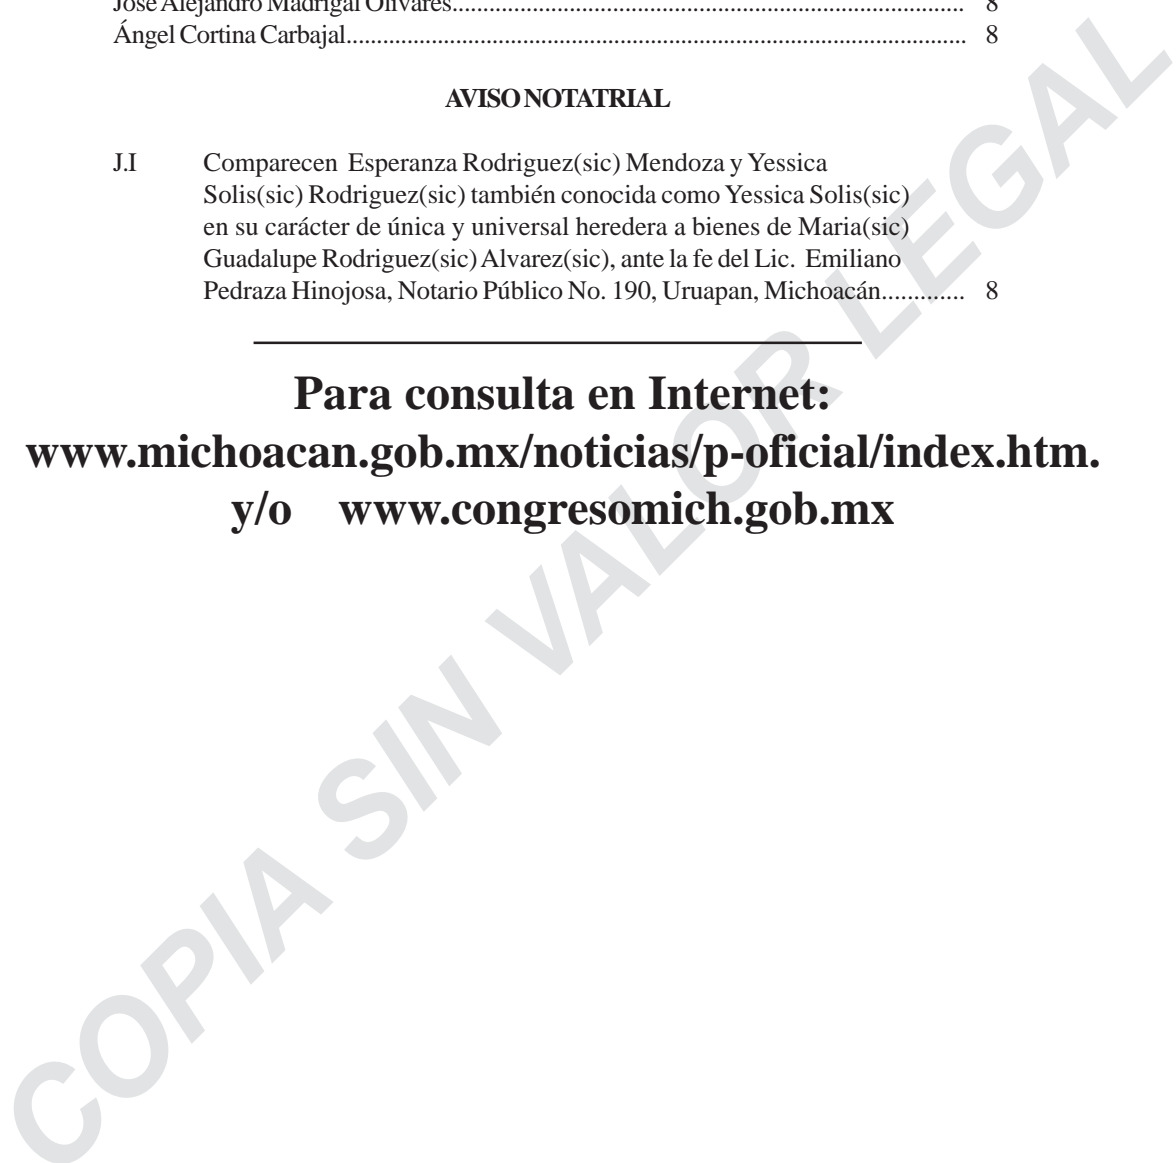 José Alejandro Madrigal Olivares..................................................................................... 8
Ángel Cortina Carbajal....................................................................................................... 8
AVISO NOTATRIAL
J.I Comparecen Esperanza Rodriguez(sic) Mendoza y Yessica
Solis(sic) Rodriguez(sic) también conocida como Yessica Solis(sic)
en su carácter de única y universal heredera a bienes de Maria(sic)
Guadalupe Rodriguez(sic) Alvarez(sic), ante la fe del Lic. Emiliano
Pedraza Hinojosa, Notario Público No. 190, Uruapan, Michoacán............. 8
Para consulta en Internet:
www.michoacan.gob.mx/noticias/p-oficial/index.htm.
y/o www.congresomich.gob.mx
COPIA SIN VALOR LEGAL